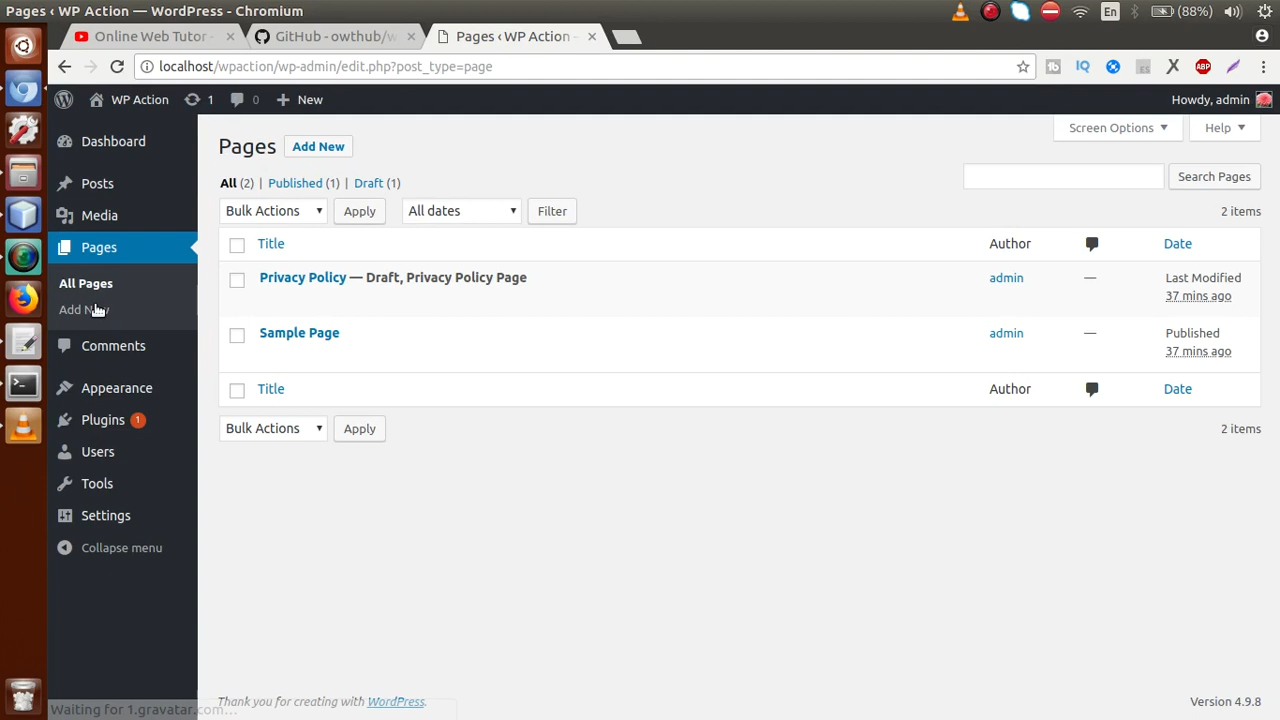 Pages ‹ WP Action — WordPress - Chromium
En
(88%)
Online Web Tutor -
GitHub - owthub/w
Pages ‹ WP Action -
localhost/wpaction/wp-admin/edit.php?post_type=page
tb
IQ
X
ABP
WP Action
1
0
New
Howdy, admin
Dashboard
Posts
Media
Pages
All Pages
Add New
Comments
Appearance
Plugins 1
Users
Tools
Settings
Collapse menu
Screen Options
Help
Pages Add New
All (2) | Published (1) | Draft (1)
Search Pages
Bulk Actions Apply All dates Filter
2 items
Title Author Date
Privacy Policy — Draft, Privacy Policy Page admin — Last Modified
37 mins ago
Sample Page admin — Published
37 mins ago
Title Author Date
Bulk Actions Apply
2 items
Thank you for creating with WordPress.
Version 4.9.8
Waiting for 1.gravatar.com...